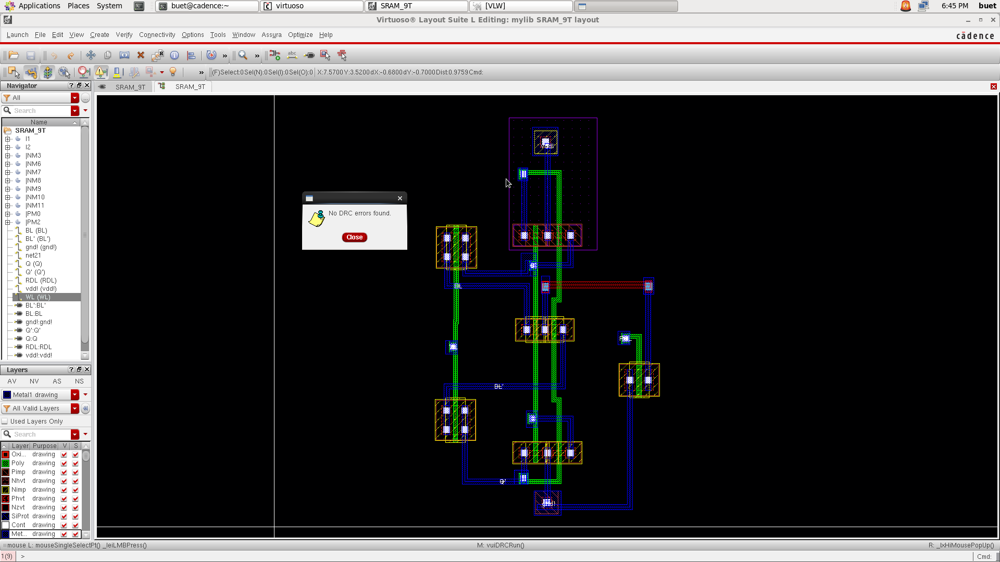 Applications Places System
buet@cadence:~
virtuoso
SRAM_9T
[VLW]
6:45 PM buet
Virtuoso® Layout Suite L Editing: mylib SRAM_9T layout
Launch File Edit View Create Verify Connectivity Options Tools Window Assura Optimize Help
cādence
(F)Select:0 Sel(N):0 Sel(I):0 Sel(O):0 X:7.5700 Y:3.5200 dX:-0.6800 dY:-0.7000 Dist:0.9759 Cmd:
Navigator
SRAM_9T
SRAM_9T
All
Search
Name
SRAM_9T
I1
I2
|NM3
|NM6
|NM7
|NM8
|NM9
|NM10
|NM11
|PM0
|PM2
BL (BL)
BL' (BL')
gnd! (gnd!)
net21
Q (Q)
Q' (Q')
RDL (RDL)
vdd! (vdd!)
WL (WL)
BL':BL'
BL:BL
gnd!:gnd!
Q':Q'
Q:Q
RDL:RDL
vdd!:vdd!
vdd!
No DRC errors found.
Close
BL
BL'
Q'
Layers
AV NV AS NS
Metal1 drawing
All Valid Layers
Used Layers Only
Search
Layer Purpose V S
Oxi... drawing
Poly drawing
Pimp drawing
Nhvt drawing
Nimp drawing
Phvt drawing
Nzvt drawing
SiProt drawing
Cont drawing
Met... drawing
mouse L: mouseSingleSelectPt() _leiLMBPress()
M: vuiDRCRun()
R: _lxHiMousePopUp()
1(9) >
Cmd: